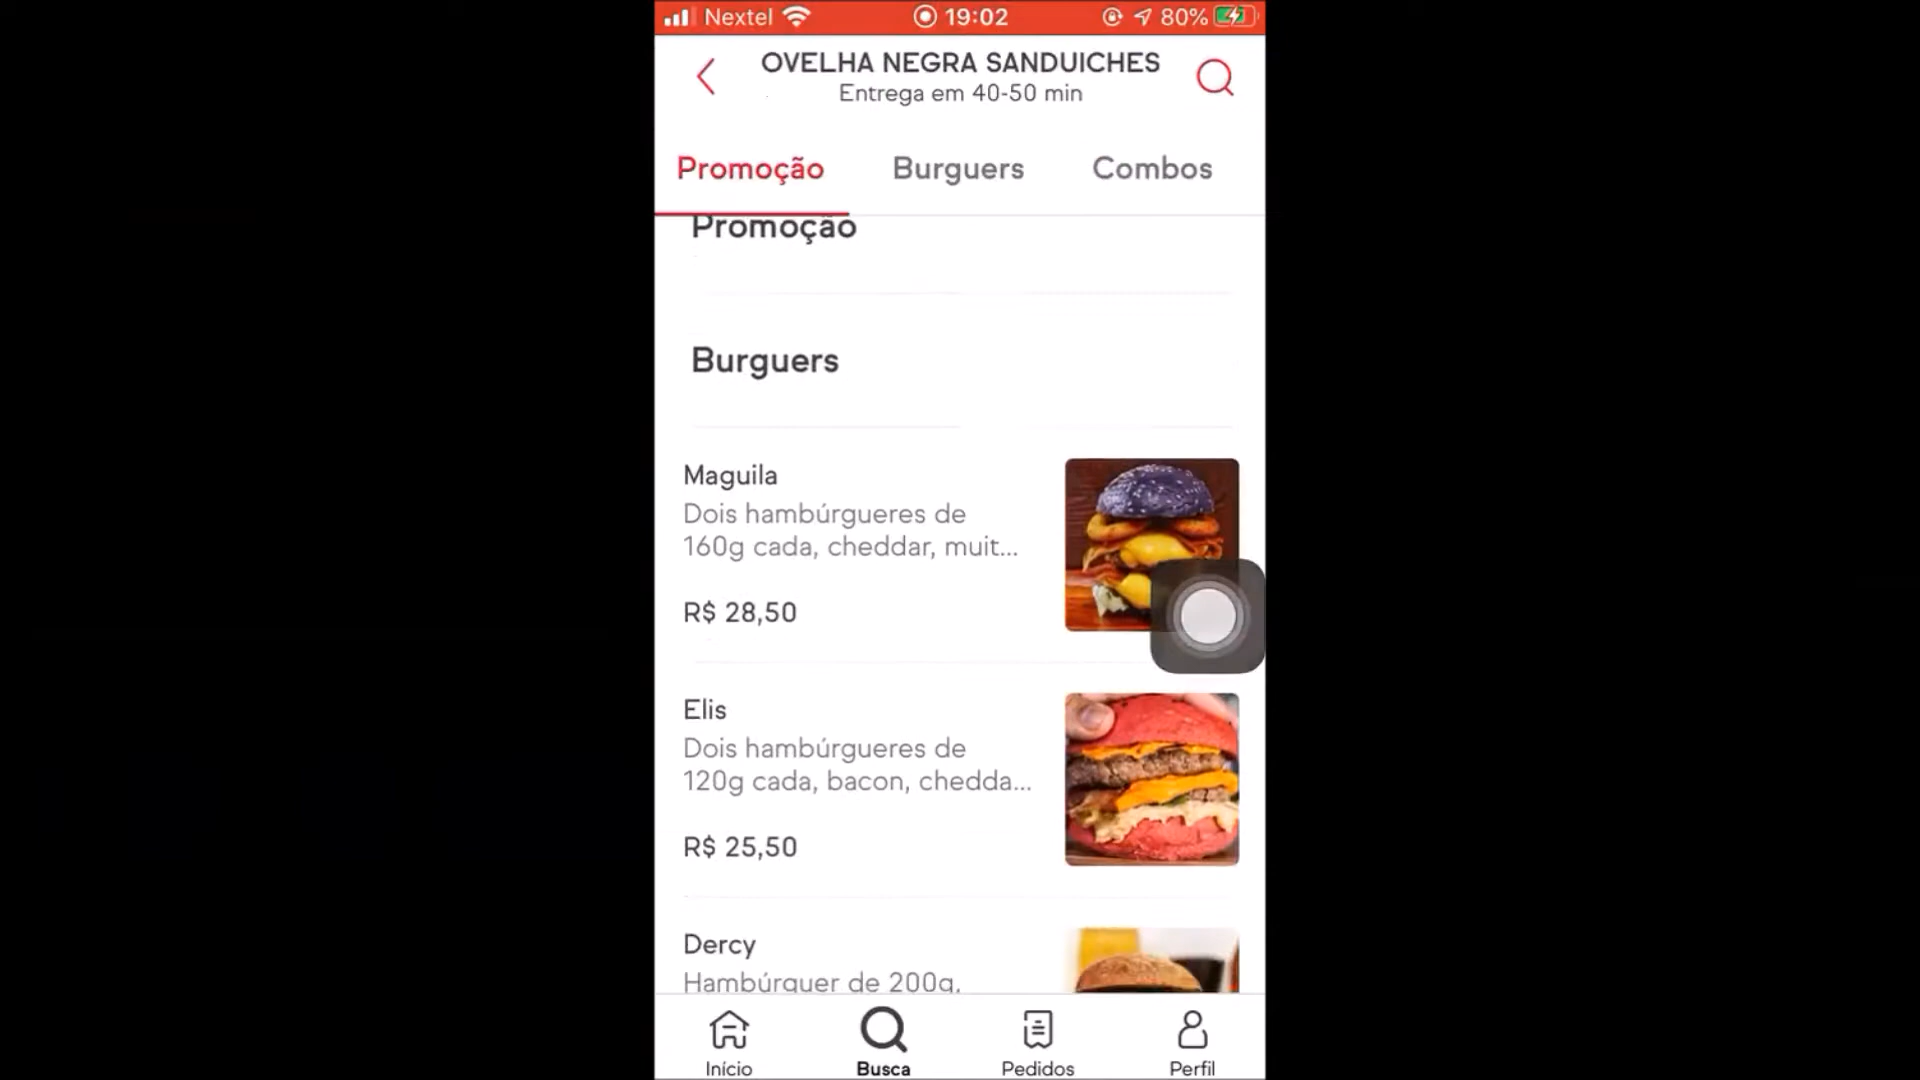 Nextel 19:02 80%
OVELHA NEGRA SANDUICHES
Entrega em 40-50 min
Promoção Burguers Combos
Promoção
Burguers
Maguila
Dois hambúrgueres de
160g cada, cheddar, muit...
R$ 28,50
Elis
Dois hambúrgueres de
120g cada, bacon, chedda...
R$ 25,50
Dercy
Hambúrguer de 200g,
Início Busca Pedidos Perfil